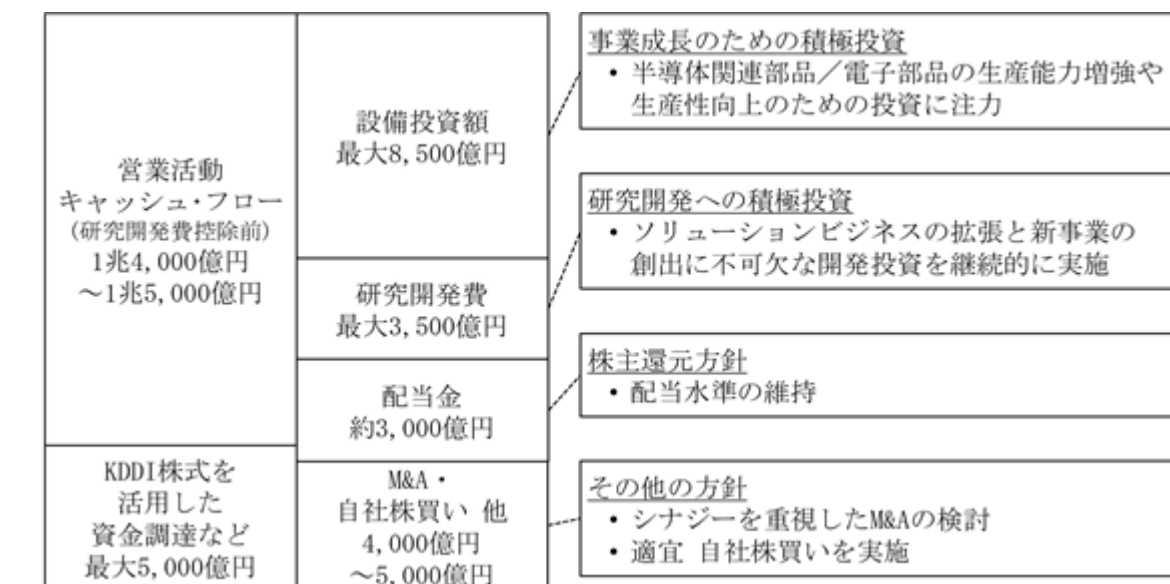 営業活動
キャッシュ・フロー
(研究開発費控除前)
1兆4,000億円
～1兆5,000億円
KDDI株式を
活用した
資金調達など
最大5,000億円
設備投資額
最大8,500億円
研究開発費
最大3,500億円
配当金
約3,000億円
M&A・
自社株買い 他
4,000億円
～5,000億円
事業成長のための積極投資
• 半導体関連部品／電子部品の生産能力増強や
生産性向上のための投資に注力
研究開発への積極投資
• ソリューションビジネスの拡張と新事業の
創出に不可欠な開発投資を継続的に実施
株主還元方針
• 配当水準の維持
その他の方針
• シナジーを重視したM&Aの検討
• 適宜 自社株買いを実施